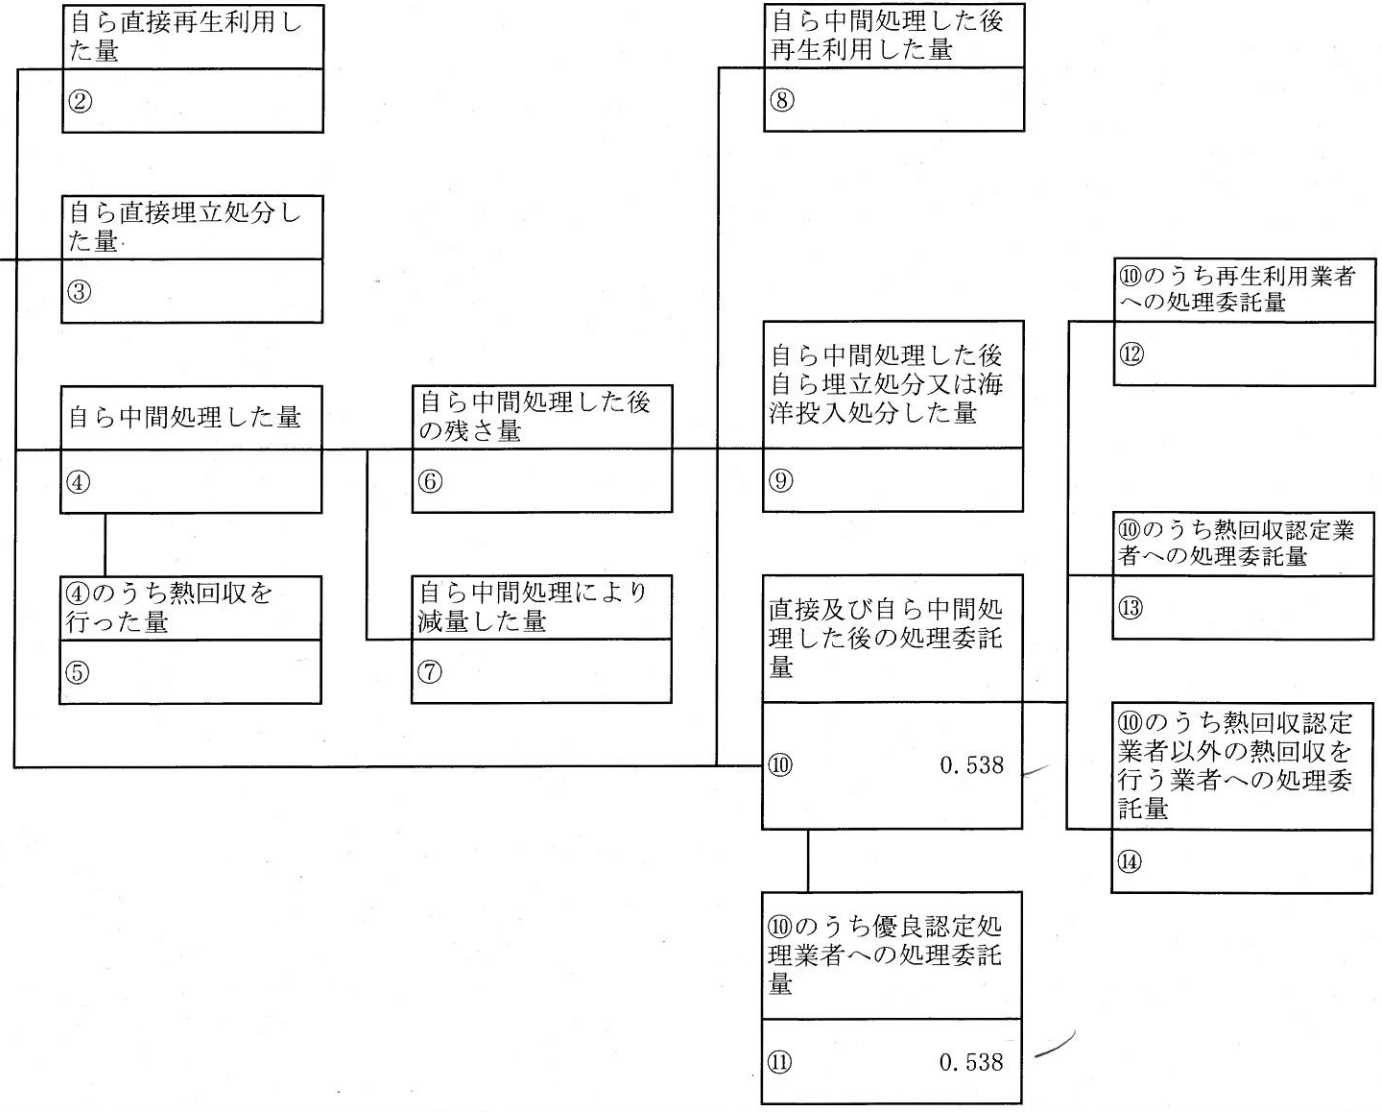 自ら直接再生利用し
た量
②
自ら直接埋立処分し
た量
③
自ら中間処理した量
④
④のうち熱回収を
行った量
⑤
自ら中間処理した後
の残さ量
⑥
自ら中間処理により
減量した量
⑦
自ら中間処理した後
再生利用した量
⑧
自ら中間処理した後
自ら埋立処分又は海
洋投入処分した量
⑨
直接及び自ら中間処
理した後の処理委託
量
⑩ 0.538
⑩のうち優良認定処
理業者への処理委託
量
⑪ 0.538
⑩のうち再生利用業者
への処理委託量
⑫
⑩のうち熱回収認定業
者への処理委託量
⑬
⑩のうち熱回収認定
業者以外の熱回収を
行う業者への処理委
託量
⑭